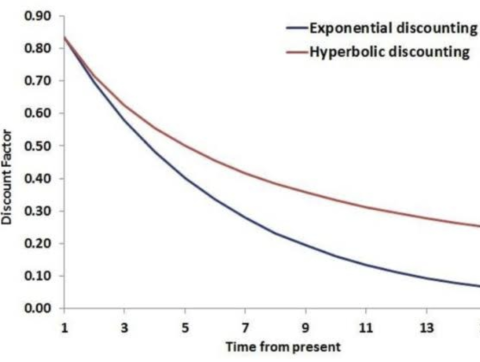 0.90
Exponential discounting
0.80
Hyperbolic discounting
0.70
0.60
0.50
0.40
0.30
0.20
0.10
0.00
Discount Factor
1 3 5 7 9 11 13
Time from present